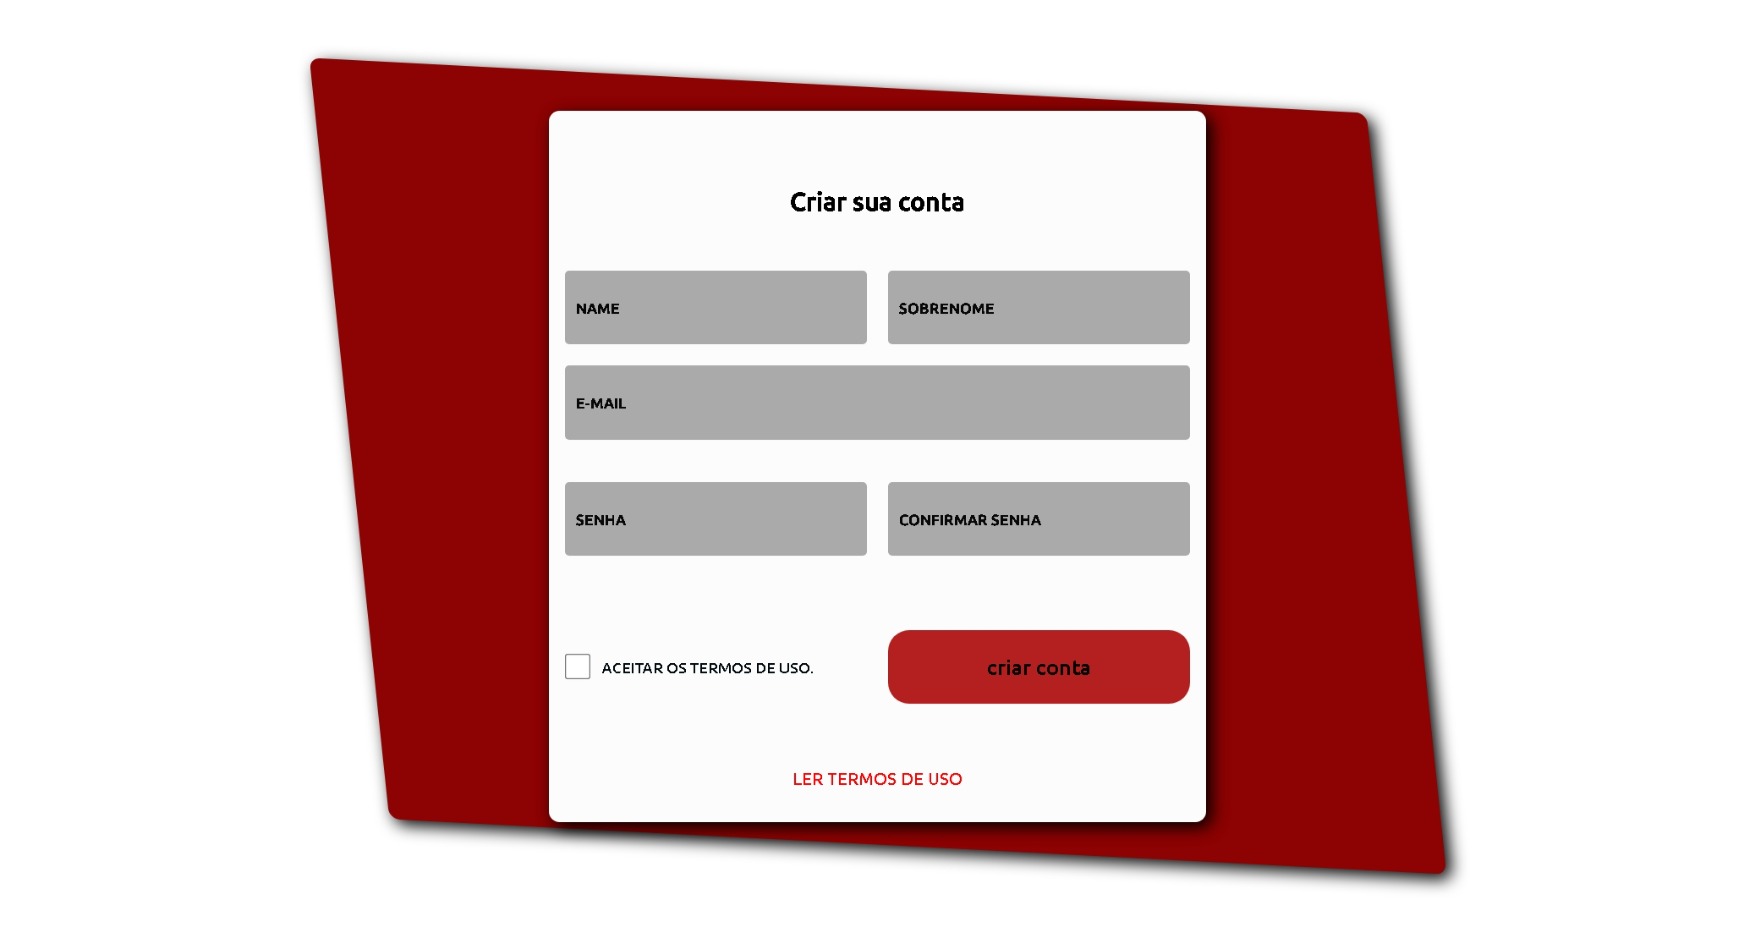 Criar sua conta
NAME
SOBRENOME
E-MAIL
SENHA
CONFIRMAR SENHA
ACEITAR OS TERMOS DE USO.
criar conta
LER TERMOS DE USO